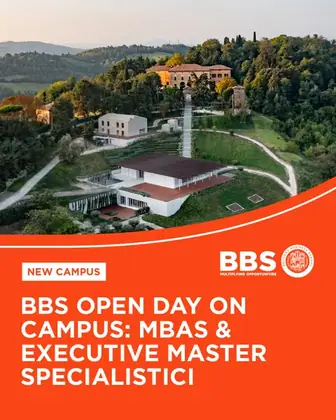 BBS
MULTIPLYING OPPORTUNITIES
NEW CAMPUS
BBS OPEN DAY ON
CAMPUS: MBAS &
EXECUTIVE MASTER
SPECIALISTICI